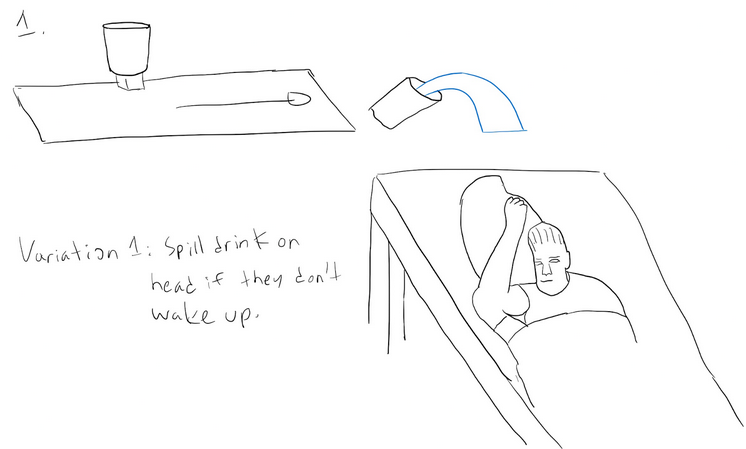 1.
Variation 1: Spill drink on
head if they don't
wake up.